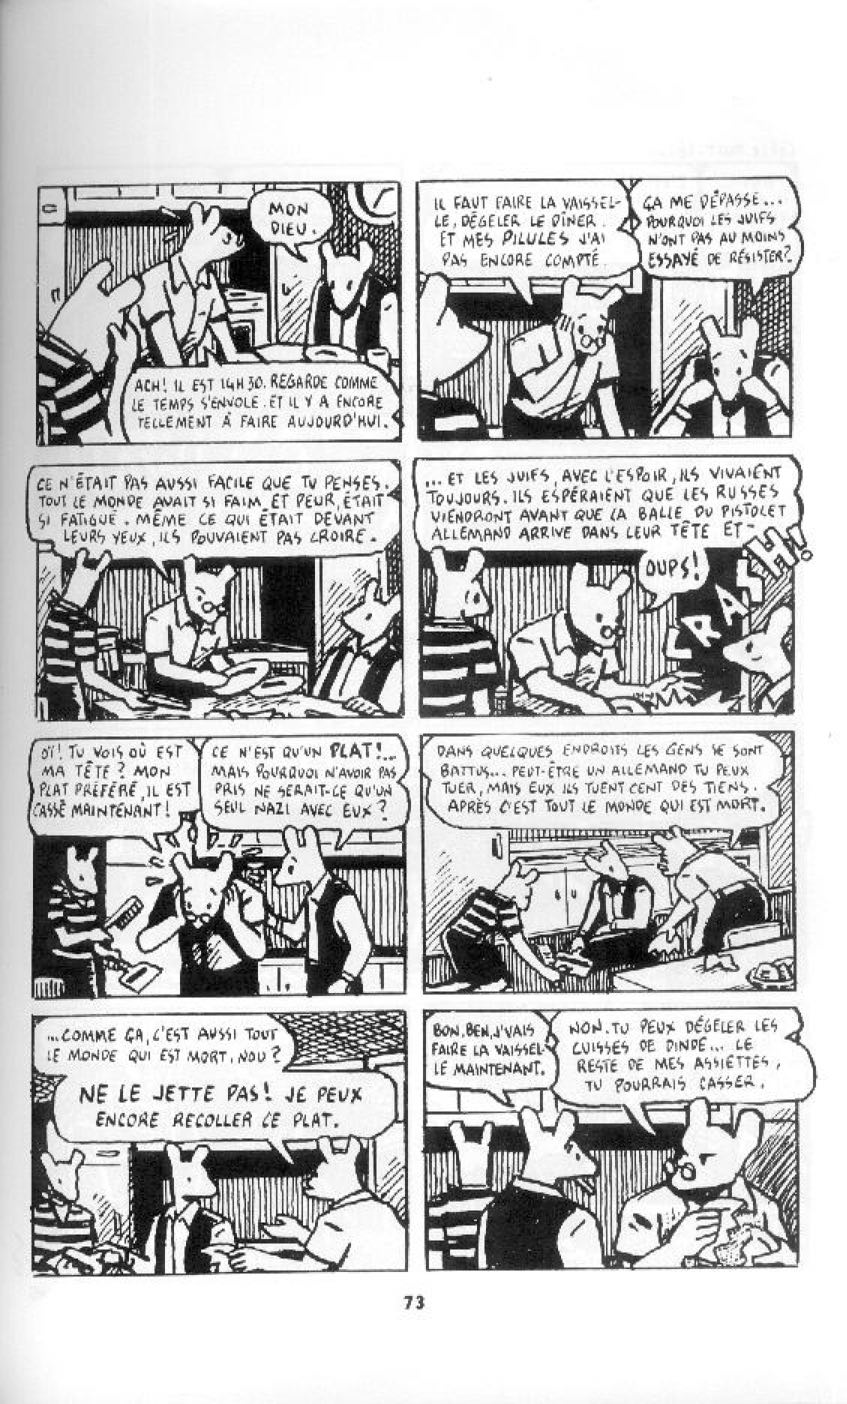 MON
DIEU.
ACH! IL EST 14H30. REGARDE COMME
LE TEMPS S'ENVOLE. ET IL Y A ENCORE
TELLEMENT À FAIRE AUJOURD'HUI.
IL FAUT FAIRE LA VAISSEL-
LE, DÉGELER LE DÎNER.
ET MES PILULES J'AI
PAS ENCORE COMPTÉ.
ÇA ME DÉPASSE...
POURQUOI LES JUIFS
N'ONT PAS AU MOINS
ESSAYÉ DE RÉSISTER?
CE N'ÉTAIT PAS AUSSI FACILE QUE TU PENSES.
TOUT LE MONDE AVAIT SI FAIM ET PEUR, ÉTAIT
SI FATIGUÉ. MÊME CE QUI ÉTAIT DEVANT
LEURS YEUX, ILS POUVAIENT PAS CROIRE.
... ET LES JUIFS, AVEC L'ESPOIR, ILS VIVAIENT
TOUJOURS. ILS ESPÉRAIENT QUE LES RUSSES
VIENDRONT AVANT QUE LA BALLE DU PISTOLET
ALLEMAND ARRIVE DANS LEUR TÊTE ET-
OUPS!
CRASH!
OÏ! TU VOIS OÙ EST
MA TÊTE? MON
PLAT PRÉFÉRÉ, IL EST
CASSÉ MAINTENANT!
CE N'EST QU'UN PLAT!...
MAIS POURQUOI N'AVOIR PAS
PRIS NE SERAIT-CE QU'UN
SEUL NAZI AVEC EUX?
DANS QUELQUES ENDROITS LES GENS SE SONT
BATTUS... PEUT-ÊTRE UN ALLEMAND TU PEUX
TUER, MAIS EUX ILS TUENT CENT DES TIENS.
APRÈS C'EST TOUT LE MONDE QUI EST MORT.
...COMME ÇA, C'EST AUSSI TOUT
LE MONDE QUI EST MORT, NON?
NE LE JETTE PAS! JE PEUX
ENCORE RECOLLER CE PLAT.
BON, BEN, J'VAIS
FAIRE LA VAISSEL-
LE MAINTENANT.
NON. TU PEUX DÉGELER LES
CUISSES DE DINDE... LE
RESTE DE MES ASSIETTES,
TU POURRAIS CASSER.
73